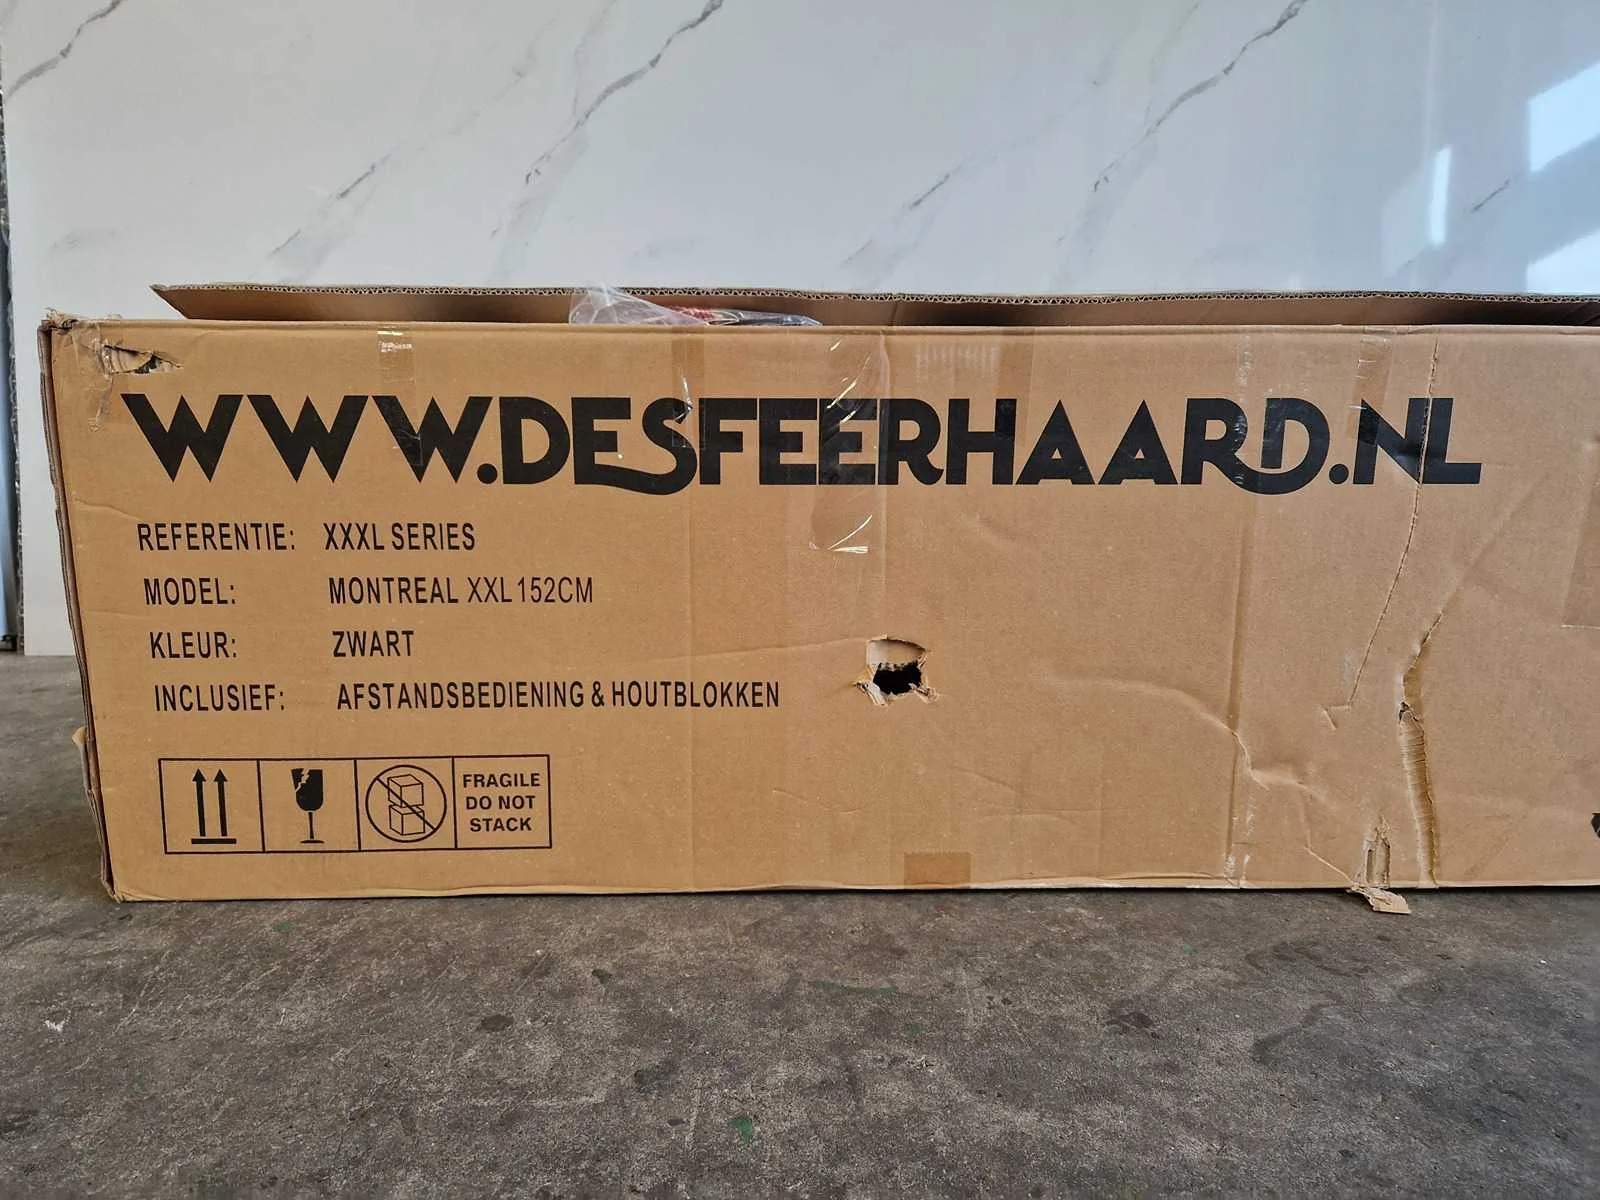 WWW.DESFEERHAARD.NL
REFERENTIE: XXXL SERIES
MODEL: MONTREAL XXL 152CM
KLEUR: ZWART
INCLUSIEF: AFSTANDSBEDIENING & HOUTBLOKKEN
FRAGILE
DO NOT
STACK